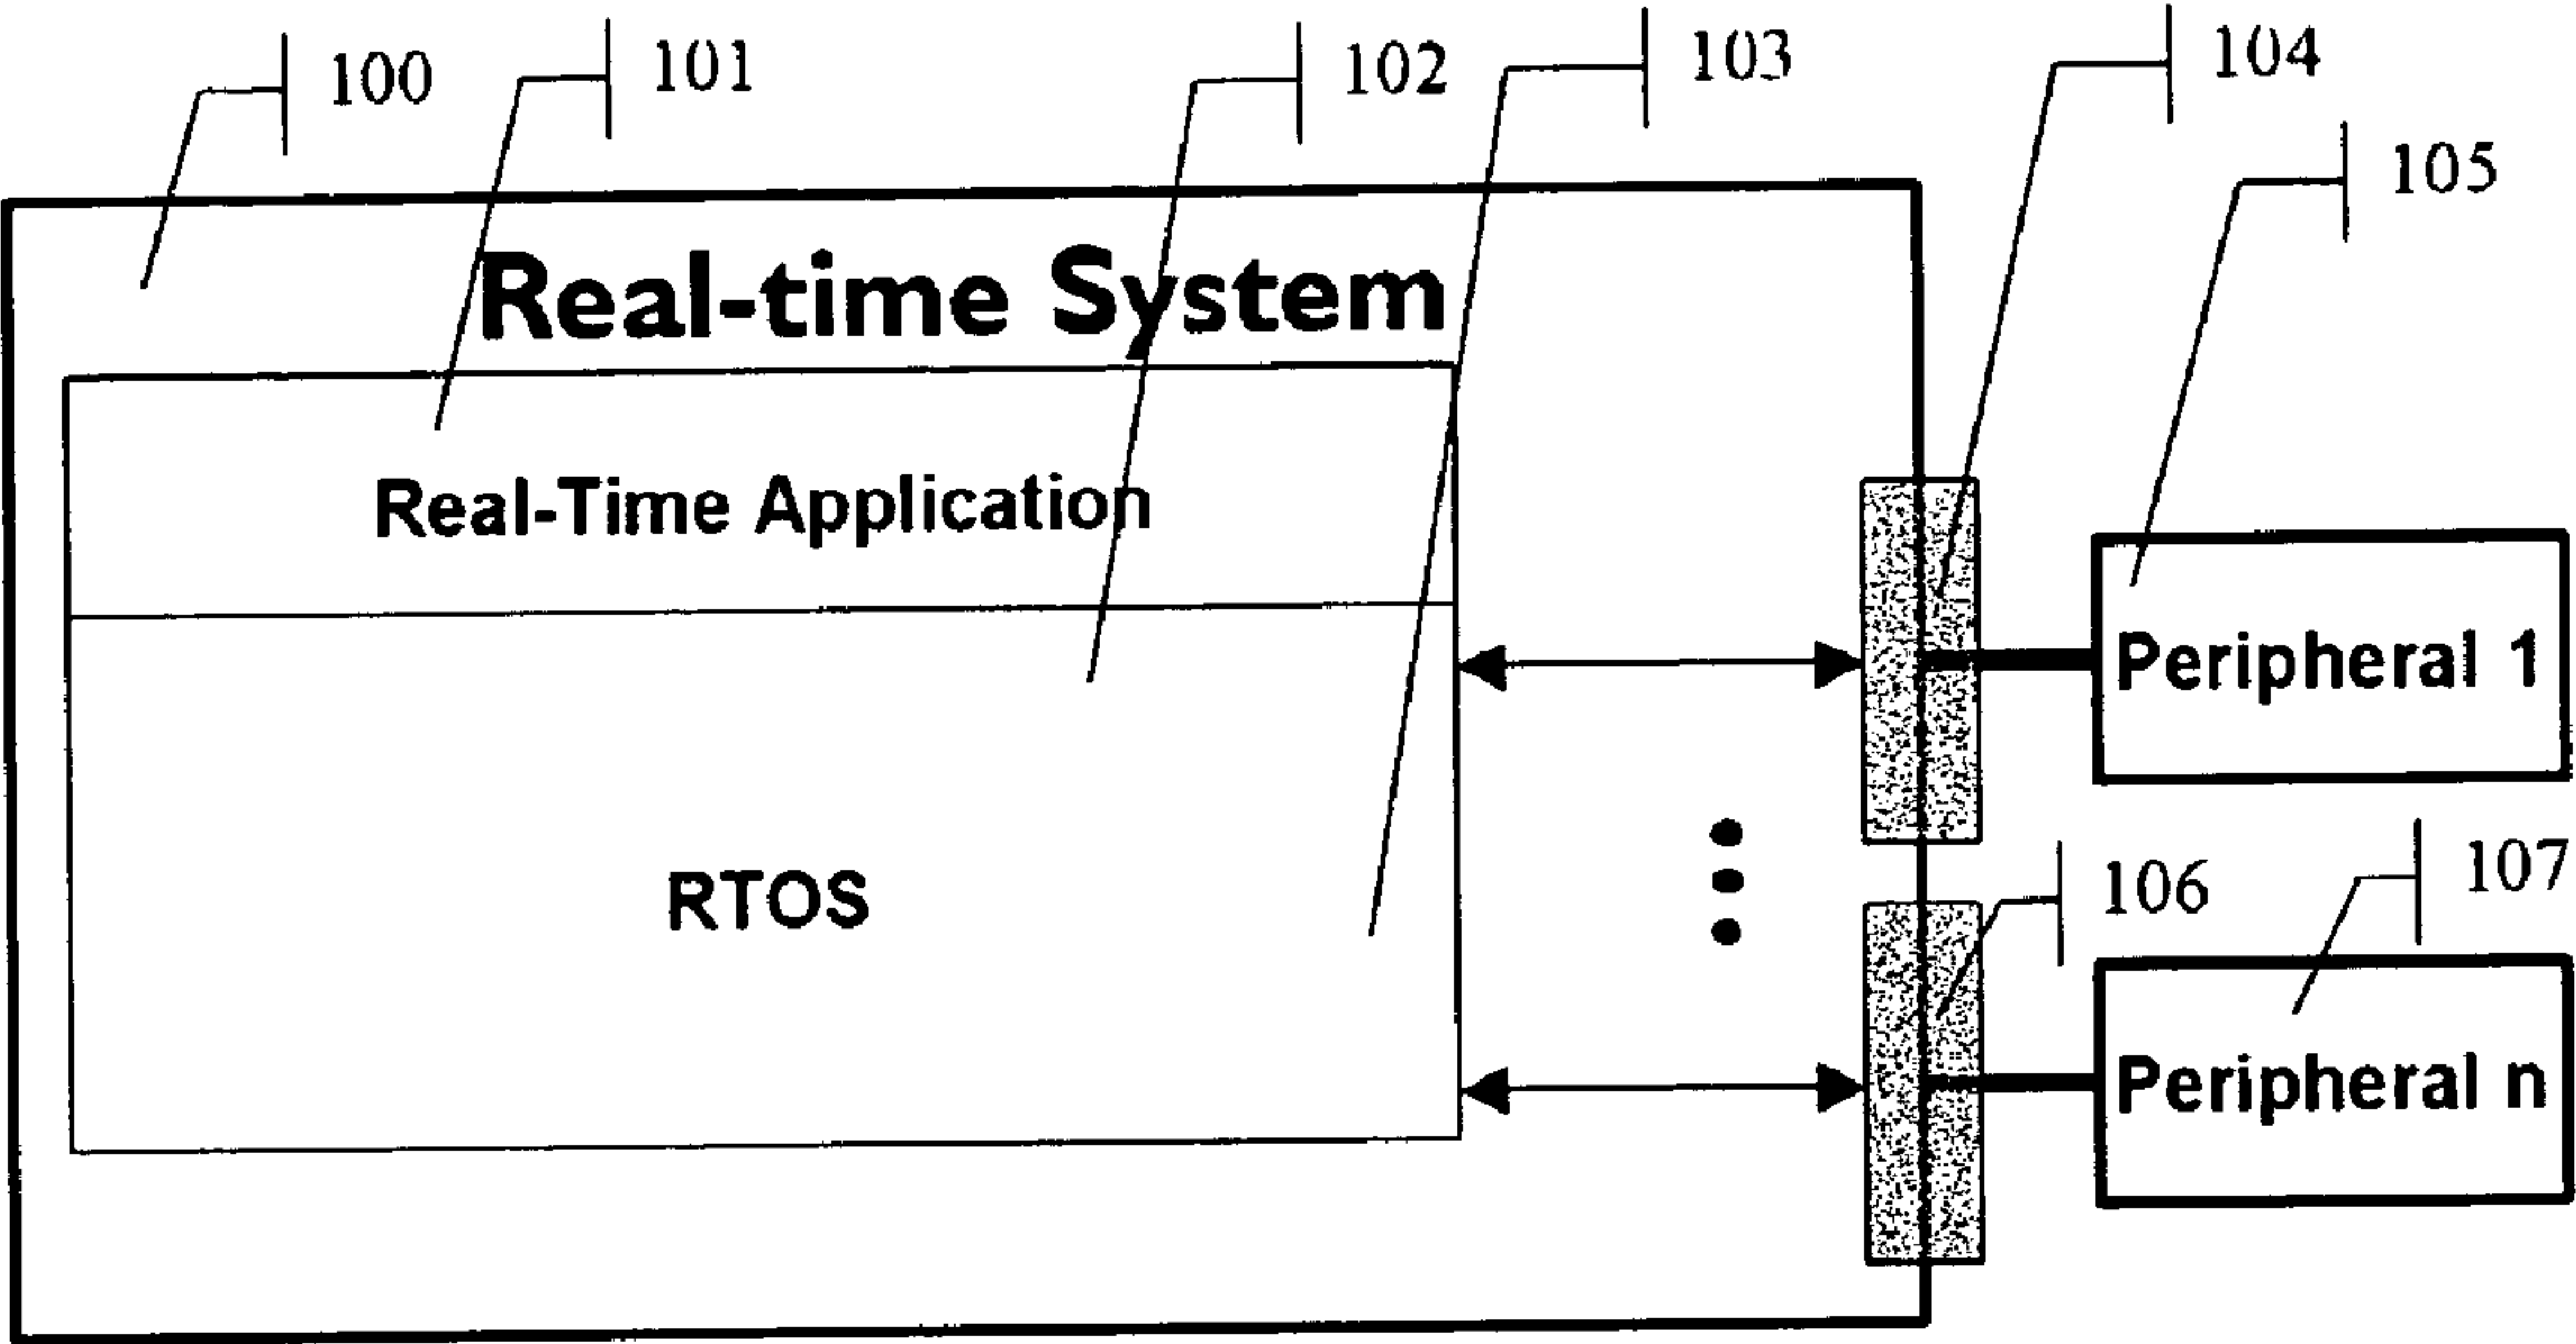 100
101
102
103
104
105
Real-time System
Real-Time Application
Peripheral 1
RTOS
106
107
Peripheral n